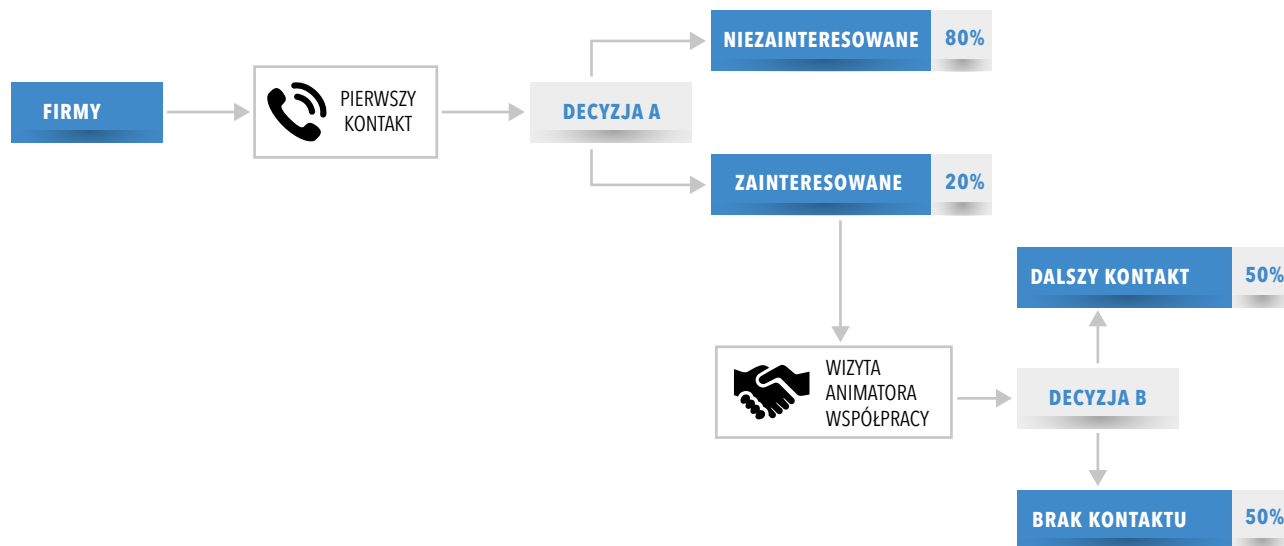 NIEZAINTERESOWANE 80%
FIRMY
PIERWSZY
KONTAKT
DECYZJA A
ZAINTERESOWANE 20%
DALSZY KONTAKT 50%
WIZYTA
ANIMATORA
WSPÓŁPRACY
DECYZJA B
BRAK KONTAKTU 50%